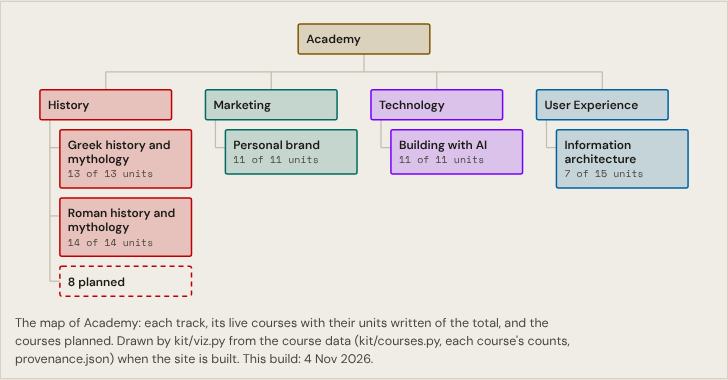 Academy
History
Marketing
Technology
User Experience
Greek history and
mythology
13 of 13 units
Personal brand
11 of 11 units
Building with AI
11 of 11 units
Information
architecture
7 of 15 units
Roman history and
mythology
14 of 14 units
8 planned
The map of Academy: each track, its live courses with their units written of the total, and the
courses planned. Drawn by kit/viz.py from the course data (kit/courses.py, each course's counts,
provenance.json) when the site is built. This build: 4 Nov 2026.